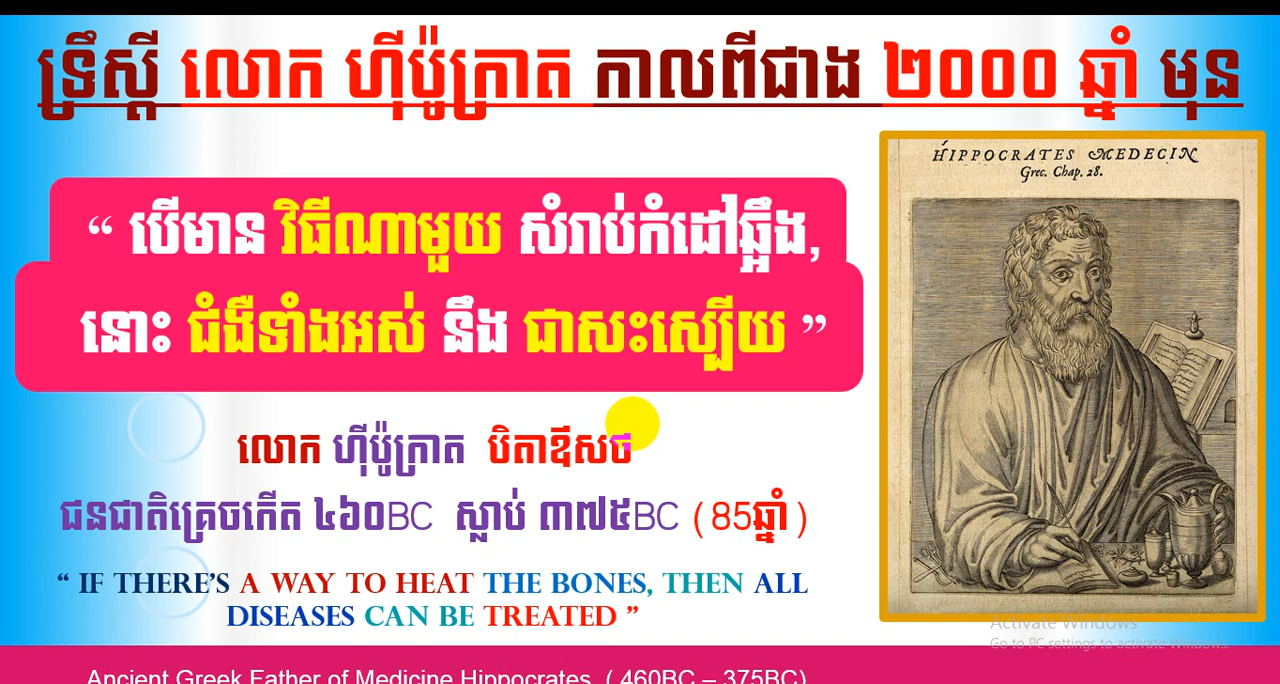 ទ្រឹស្តី លោក ហ៊ីប៉ូក្រាត កាលពីជាង ២០០០ ឆ្នាំ មុន
HIPPOCRATES MEDECIN
Grec. Chap. 28.
“ បើមាន វិធីណាមួយ សំរាប់កំដៅឆ្អឹង,
នោះ ជំងឺទាំងអស់ នឹង ជាសះស្បើយ ”
លោក ហ៊ីប៉ូក្រាត បិតាឱសថ
ជនជាតិគ្រេចកើត ៤៦០BC ស្លាប់ ៣៧៥BC ( 85ឆ្នាំ )
“ IF THERE’S A WAY TO HEAT THE BONES, THEN ALL
DISEASES CAN BE TREATED ”
Activate Windows
Go to PC settings to activate Windows.
Ancient Greek Father of Medicine Hippocrates ( 460BC – 375BC)